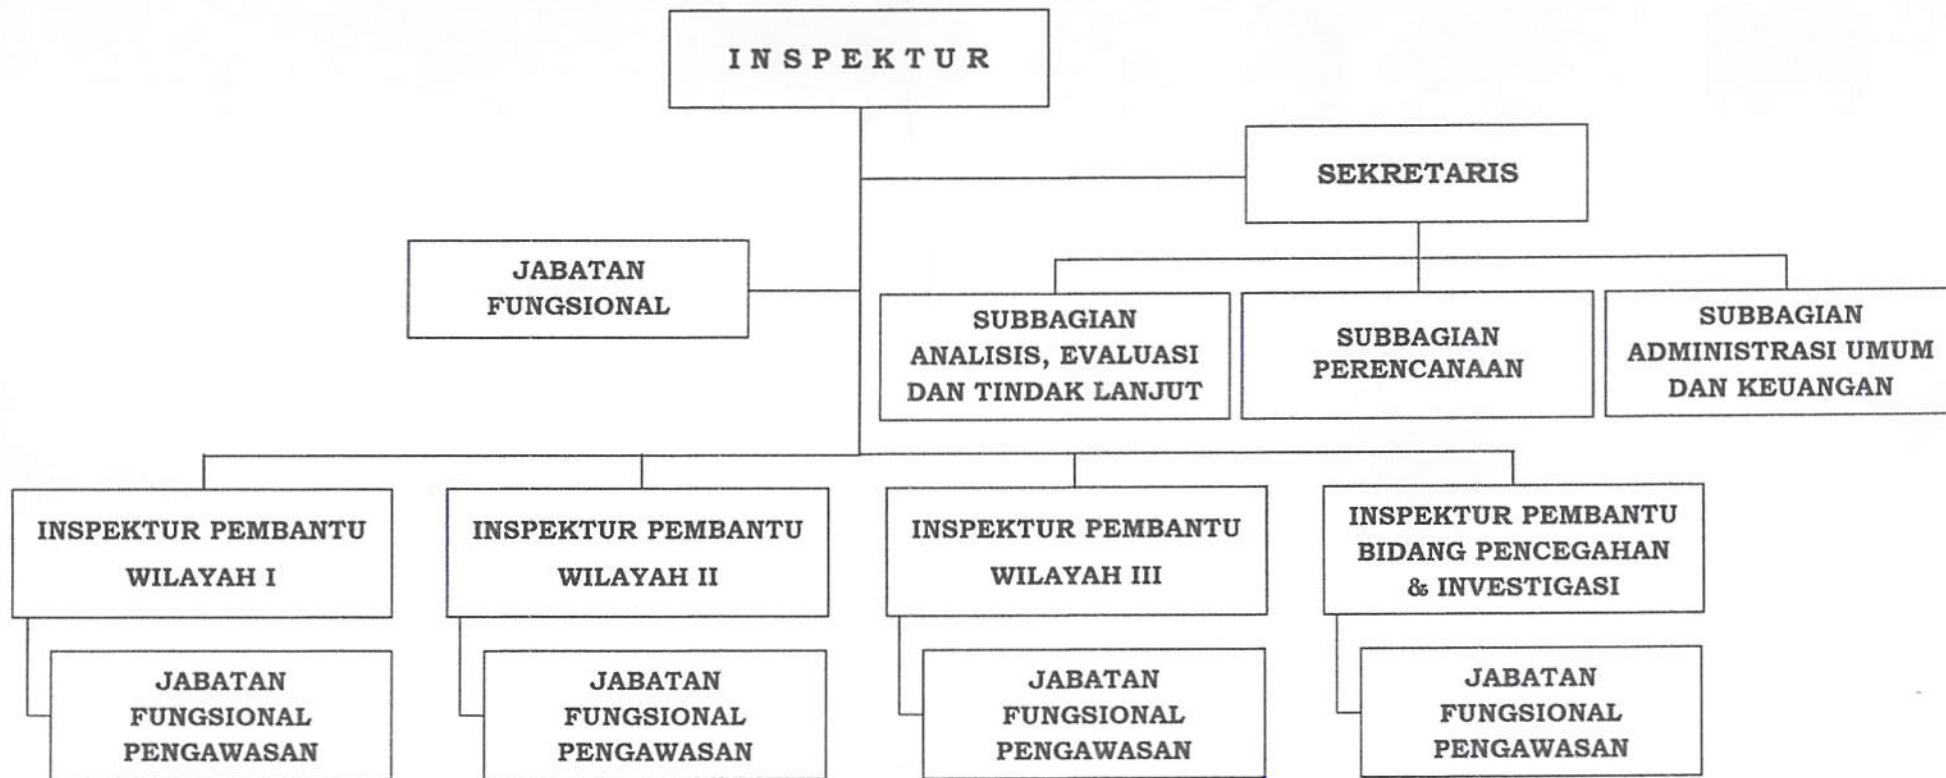 INSPEKTUR
SEKRETARIS
JABATAN
FUNGSIONAL
SUBBAGIAN
ANALISIS, EVALUASI
DAN TINDAK LANJUT
SUBBAGIAN
PERENCANAAN
SUBBAGIAN
ADMINISTRASI UMUM
DAN KEUANGAN
INSPEKTUR PEMBANTU
WILAYAH I
INSPEKTUR PEMBANTU
WILAYAH II
INSPEKTUR PEMBANTU
WILAYAH III
INSPEKTUR PEMBANTU
BIDANG PENCEGAHAN
& INVESTIGASI
JABATAN
FUNGSIONAL
PENGAWASAN
JABATAN
FUNGSIONAL
PENGAWASAN
JABATAN
FUNGSIONAL
PENGAWASAN
JABATAN
FUNGSIONAL
PENGAWASAN